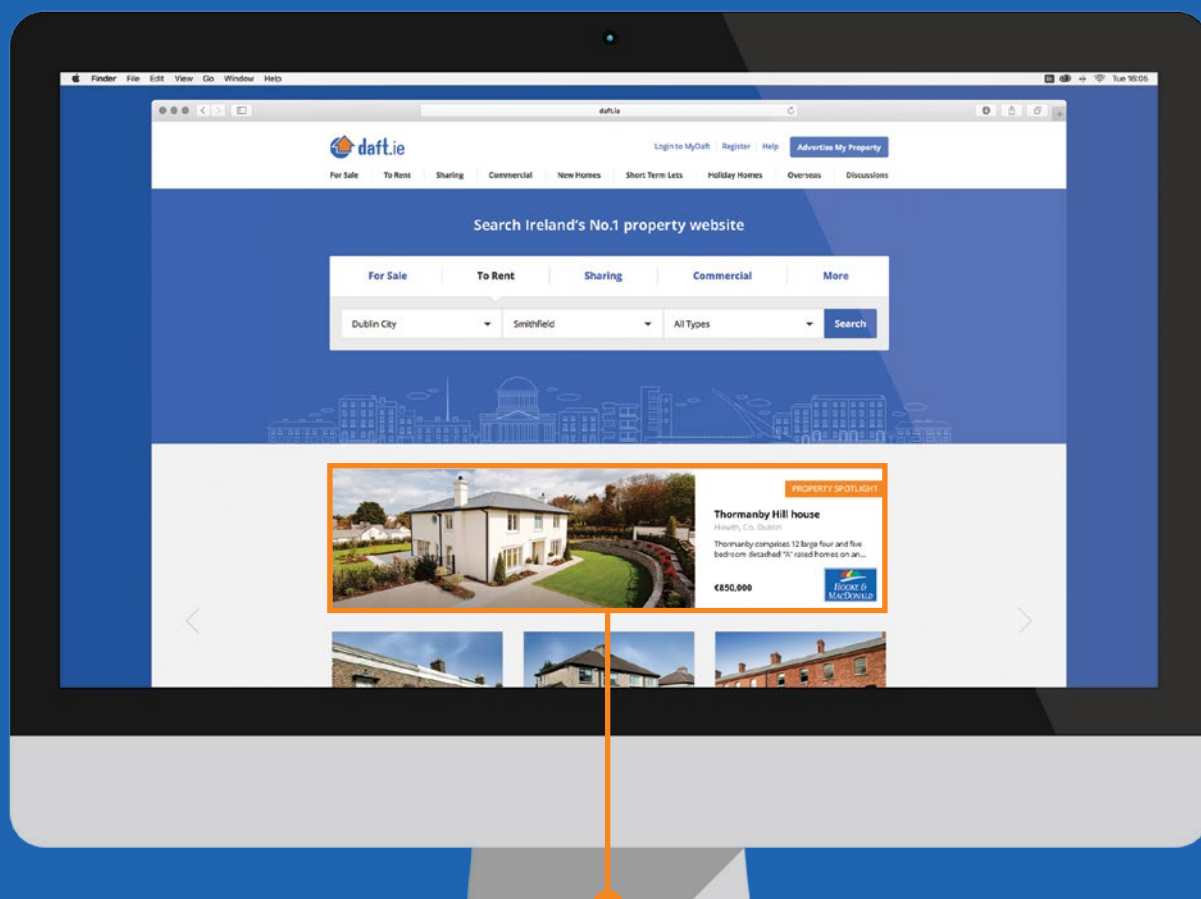 Finder File Edit View Go Window Help
Tue 16:05
daft.ie
daft.ie
Login to MyDaft Register Help Advertise My Property
For Sale To Rent Sharing Commercial New Homes Short Term Lets Holiday Homes Overseas Discussions
Search Ireland's No.1 property website
For Sale To Rent Sharing Commercial More
Dublin City Smithfield All Types Search
PROPERTY SPOTLIGHT
Thormanby Hill house
Howth, Co. Dublin
Thormanby comprises 12 large four and five
bedroom detached "A" rated homes on an...
€850,000
HOOKE &
MACDONALD